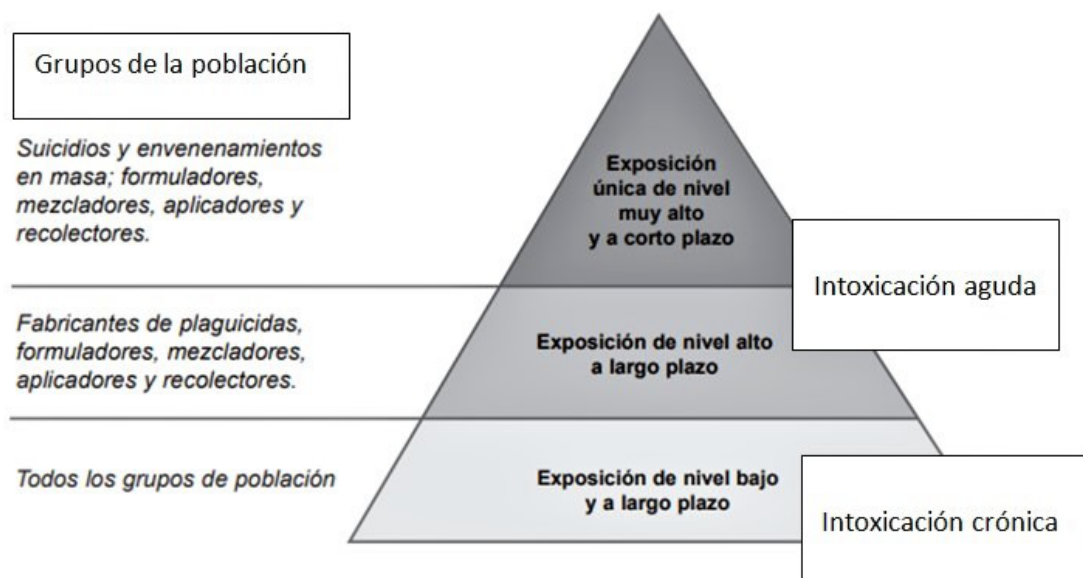 Grupos de la población
Suicidios y envenenamientos
en masa; formuladores,
mezcladores, aplicadores y
recolectores.
Exposición
única de nivel
muy alto
y a corto plazo
Intoxicación aguda
Fabricantes de plaguicidas,
formuladores, mezcladores,
aplicadores y recolectores.
Exposición de nivel alto
a largo plazo
Todos los grupos de población
Exposición de nivel bajo
y a largo plazo
Intoxicación crónica